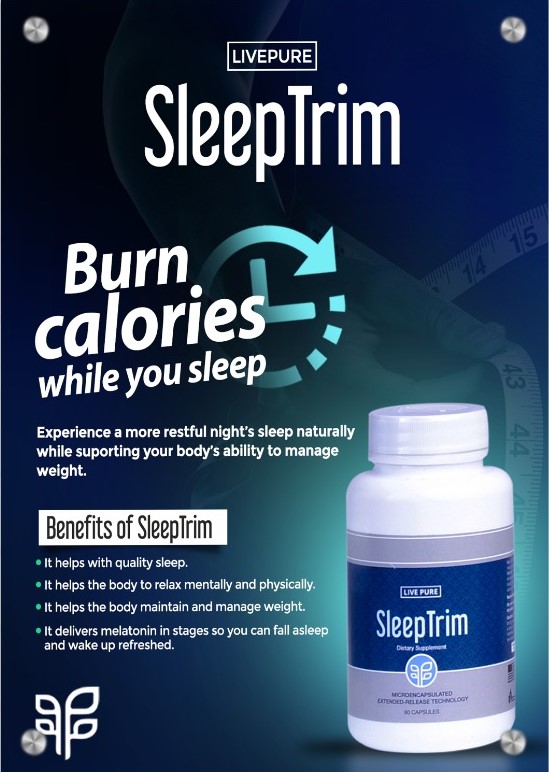 LIVEPURE
SleepTrim
Burn
calories
while you sleep
14
15
43
44
Experience a more restful night's sleep naturally
while suporting your body's ability to manage
weight.
Benefits of SleepTrim
It helps with quality sleep.
It helps the body to relax mentally and physically.
It helps the body maintain and manage weight.
It delivers melatonin in stages so you can fall asleep
and wake up refreshed.
LIVE PURE
SleepTrim
Dietary Supplement
MICROENCAPSULATED
EXTENDED-RELEASE TECHNOLOGY
60 CAPSULES